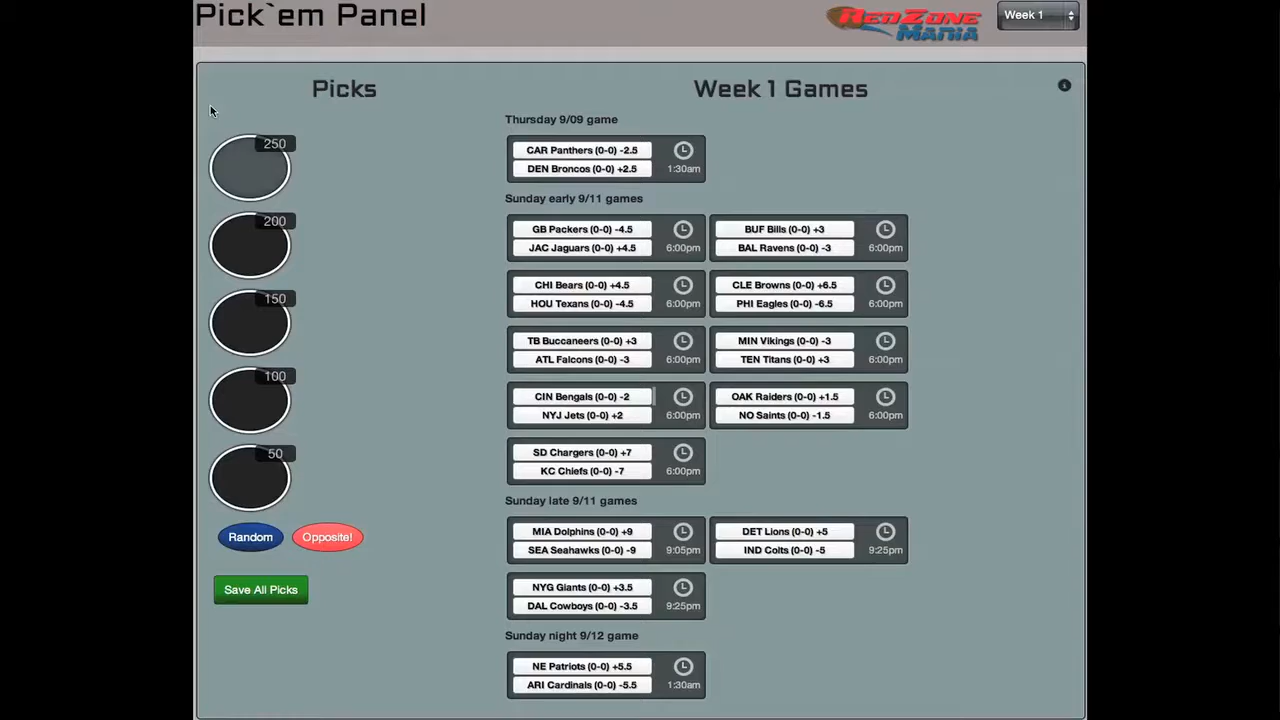 Pick`em Panel
RedZone
Mania
Week 1
Picks
Week 1 Games
250
200
150
100
50
Random
Opposite!
Save All Picks
Thursday 9/09 game
CAR Panthers (0-0) -2.5
DEN Broncos (0-0) +2.5
1:30am
Sunday early 9/11 games
GB Packers (0-0) -4.5
JAC Jaguars (0-0) +4.5
6:00pm
BUF Bills (0-0) +3
BAL Ravens (0-0) -3
6:00pm
CHI Bears (0-0) +4.5
HOU Texans (0-0) -4.5
6:00pm
CLE Browns (0-0) +6.5
PHI Eagles (0-0) -6.5
6:00pm
TB Buccaneers (0-0) +3
ATL Falcons (0-0) -3
6:00pm
MIN Vikings (0-0) -3
TEN Titans (0-0) +3
6:00pm
CIN Bengals (0-0) -2
NYJ Jets (0-0) +2
6:00pm
OAK Raiders (0-0) +1.5
NO Saints (0-0) -1.5
6:00pm
SD Chargers (0-0) +7
KC Chiefs (0-0) -7
6:00pm
Sunday late 9/11 games
MIA Dolphins (0-0) +9
SEA Seahawks (0-0) -9
9:05pm
DET Lions (0-0) +5
IND Colts (0-0) -5
9:25pm
NYG Giants (0-0) +3.5
DAL Cowboys (0-0) -3.5
9:25pm
Sunday night 9/12 game
NE Patriots (0-0) +5.5
ARI Cardinals (0-0) -5.5
1:30am